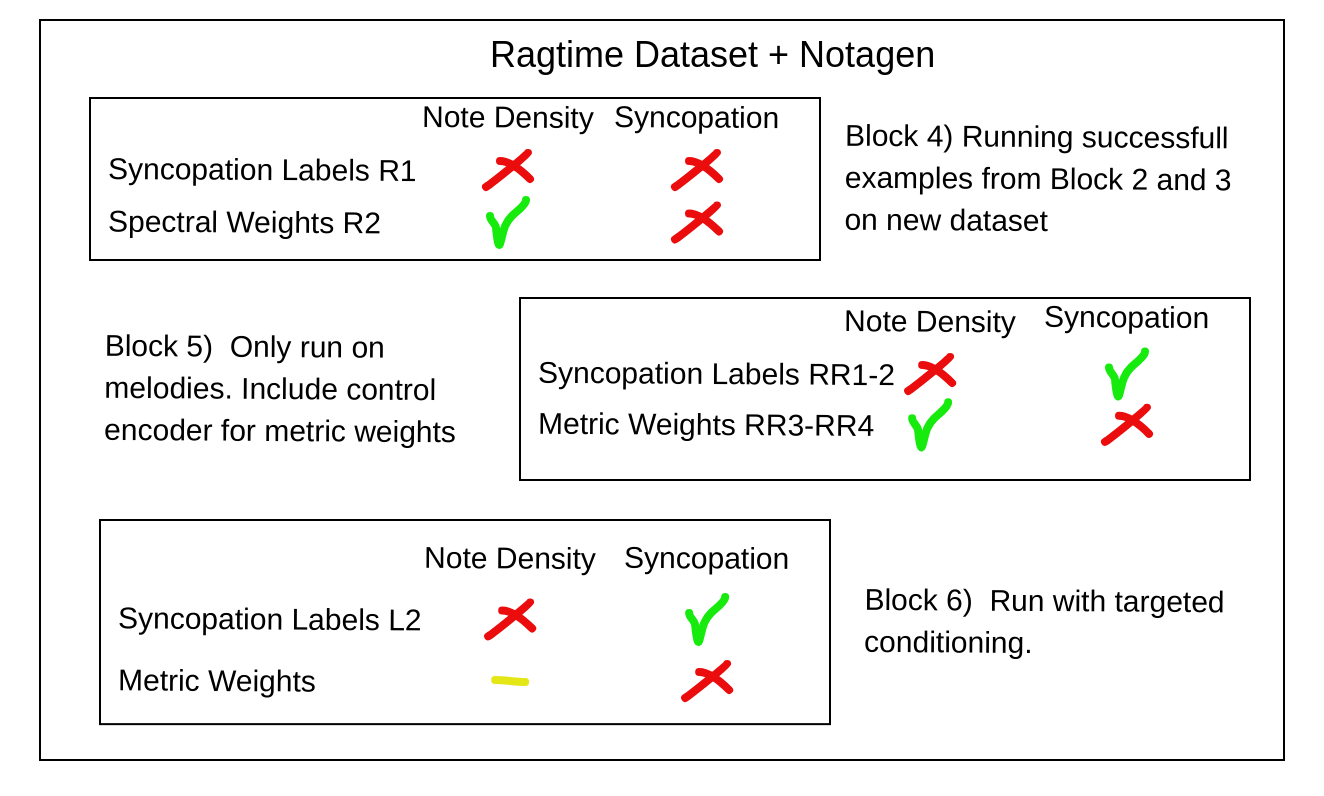 Ragtime Dataset + Notagen
Note Density Syncopation
Syncopation Labels R1
Spectral Weights R2
Block 4) Running successfull
examples from Block 2 and 3
on new dataset
Block 5)  Only run on
melodies. Include control
encoder for metric weights
Note Density Syncopation
Syncopation Labels RR1-2
Metric Weights RR3-RR4
Note Density Syncopation
Syncopation Labels L2
Metric Weights
Block 6)  Run with targeted
conditioning.